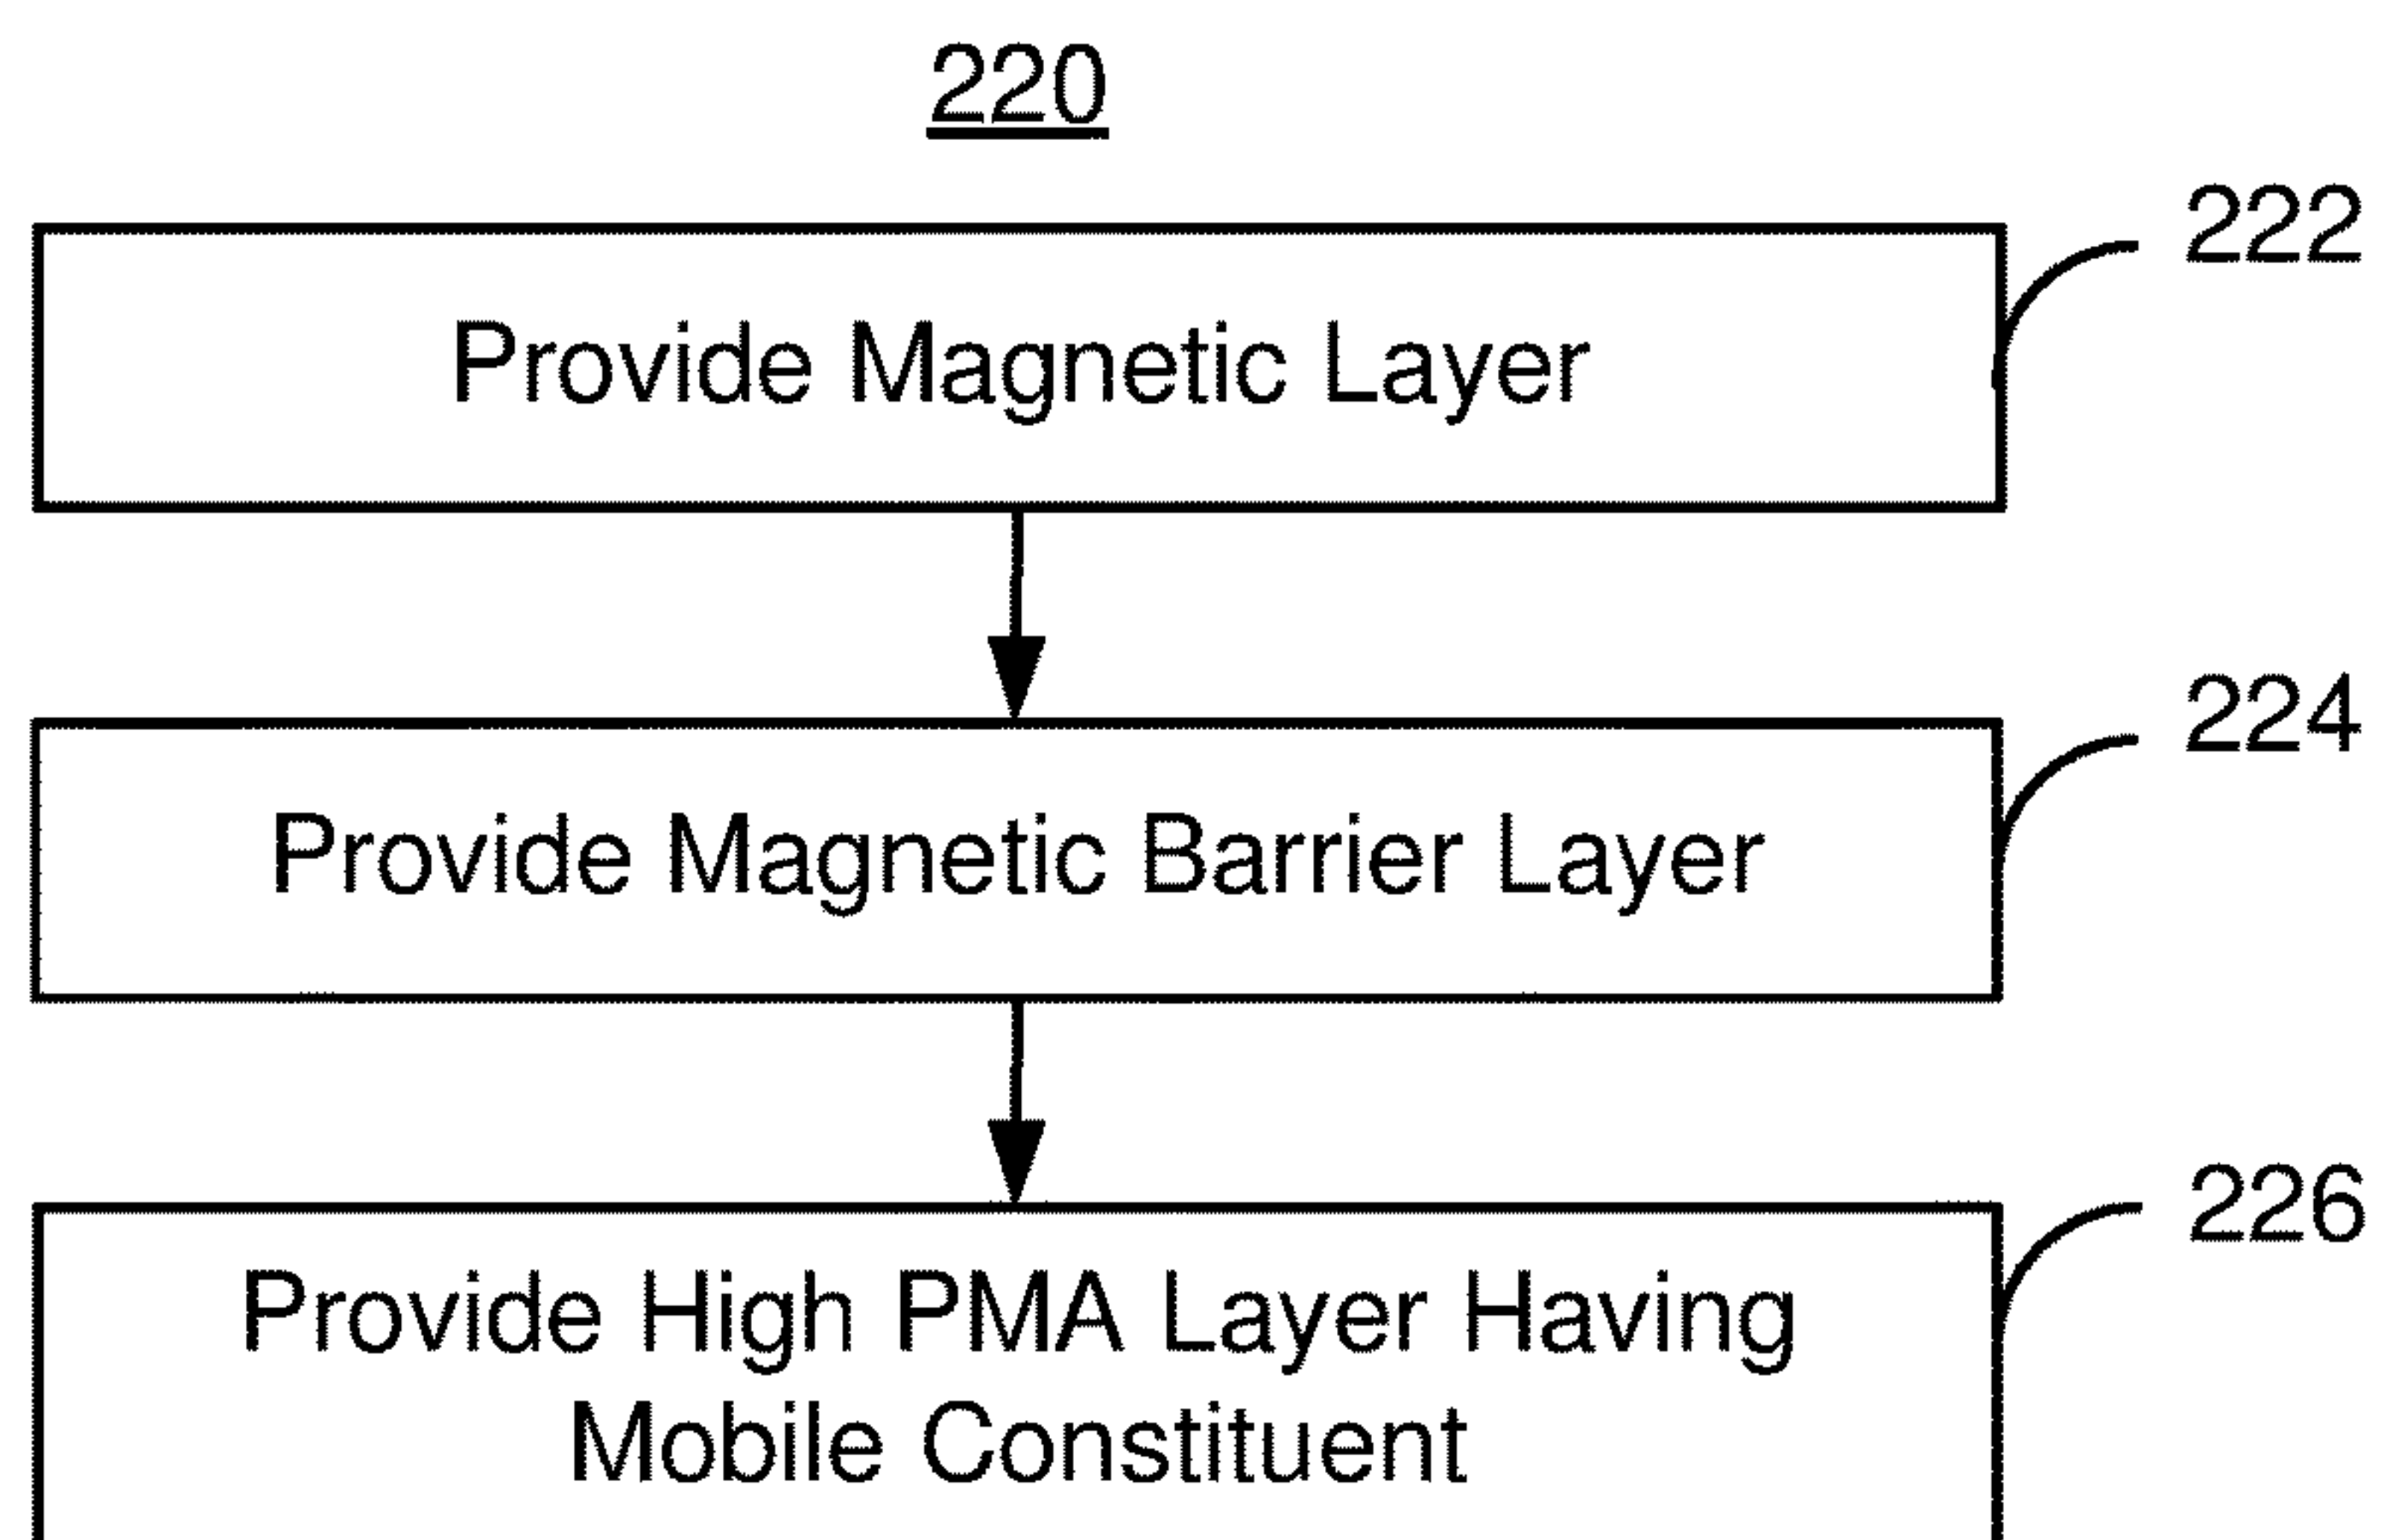 220
222
Provide Magnetic Layer
224
Provide Magnetic Barrier Layer
226
Provide High PMA Layer Having
Mobile Constituent